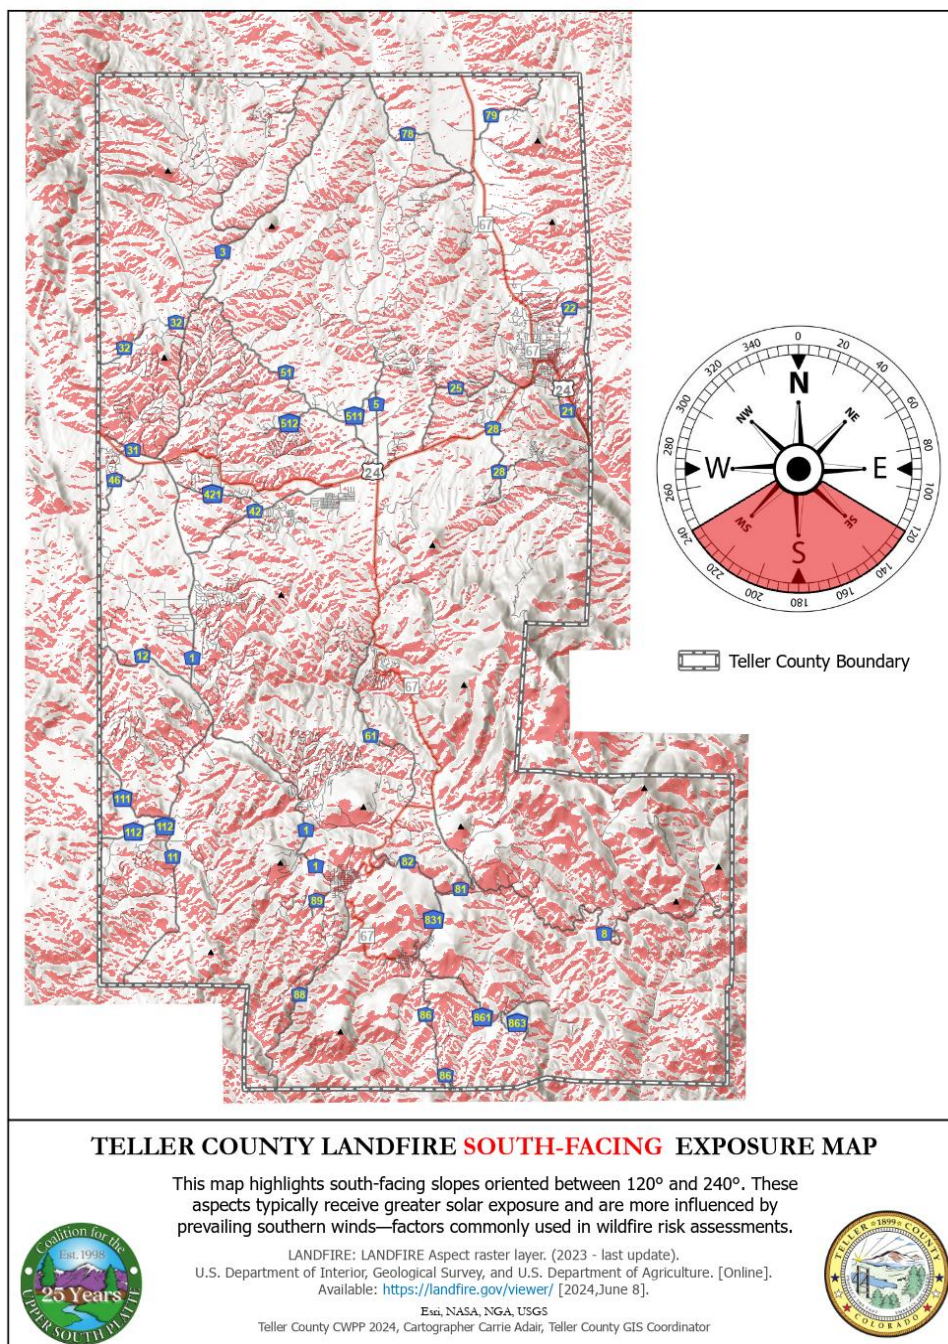 79
78
67
3
22
32
32
67
51
25
24
5
21
511
512
28
31
24
28
46
421
42
12
1
67
61
111
112
112
1
11
82
1
81
89
831
67
8
88
86
861
863
86
0
340
20
320
40
300
60
280
80
260
100
240
120
220
140
200
180
160
N
NW
NE
W
E
SW
SE
S
Teller County Boundary
TELLER COUNTY LANDFIRE SOUTH-FACING EXPOSURE MAP
This map highlights south-facing slopes oriented between 120° and 240°. These
aspects typically receive greater solar exposure and are more influenced by
prevailing southern winds—factors commonly used in wildfire risk assessments.
LANDFIRE: LANDFIRE Aspect raster layer. (2023 - last update).
U.S. Department of Interior, Geological Survey, and U.S. Department of Agriculture. [Online].
Available: https://landfire.gov/viewer/ [2024,June 8].
Esri, NASA, NGA, USGS
Teller County CWPP 2024, Cartographer Carrie Adair, Teller County GIS Coordinator
Coalition for the
Est. 1998
25 Years
UPPER SOUTH PLATTE
TELLER ★1899★ COUNTY
COLORADO